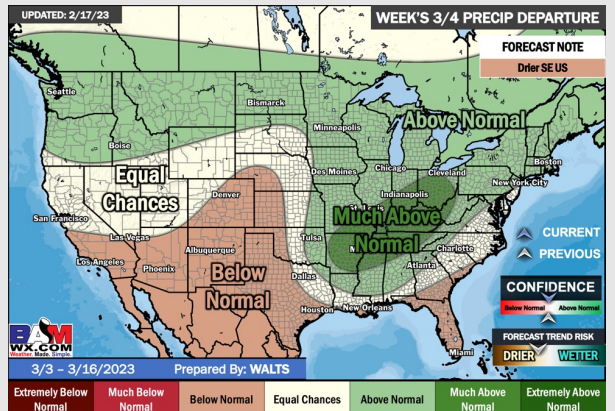 UPDATED: 2/17/23
WEEK'S 3/4 PRECIP DEPARTURE
FORECAST NOTE
Drier SE US
Seattle
Bismarck
Minneapolis
Above Normal
Boise
Equal
Chances
Des Moines
Chicago
Cleveland
Boston
New York City
Denver
Indianapolis
San Francisco
Much Above
Normal
Las Vegas
Tulsa
Charlotte
Los Angeles
Phoenix
Albuquerque
Below
Normal
Atlanta
Dallas
Houston
New Orleans
Miami
CURRENT
PREVIOUS
CONFIDENCE
Below Normal
Above Normal
FORECAST TREND RISK
DRIER
WETTER
BAM
WX.COM
Weather. Made. Simple.
3/3 – 3/16/2023
Prepared By: WALTS
Extremely Below
Normal
Much Below
Normal
Below Normal
Equal Chances
Above Normal
Much Above
Normal
Extremely Above
Normal